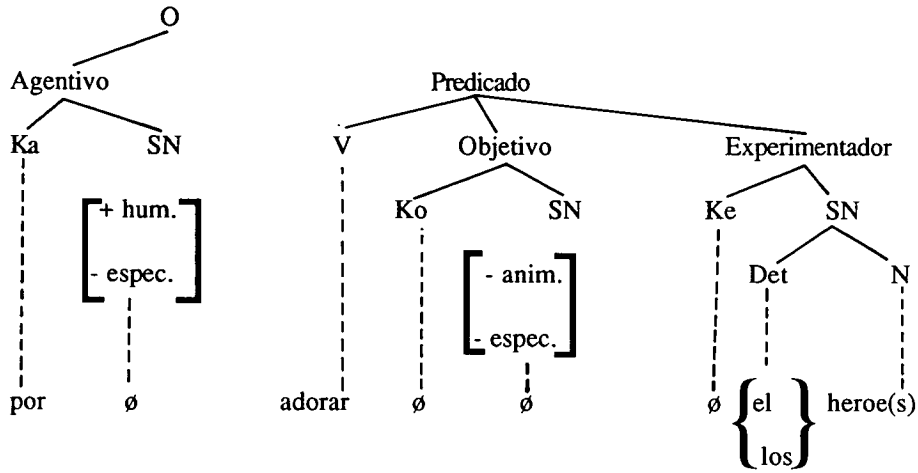 O
Agentivo Predicado
Ka SN V Objetivo Experimentador
+ hum. Ko SN Ke SN
- espec. - anim. Det N
- espec.
por ø adorar ø ø ø el heroe(s)
los